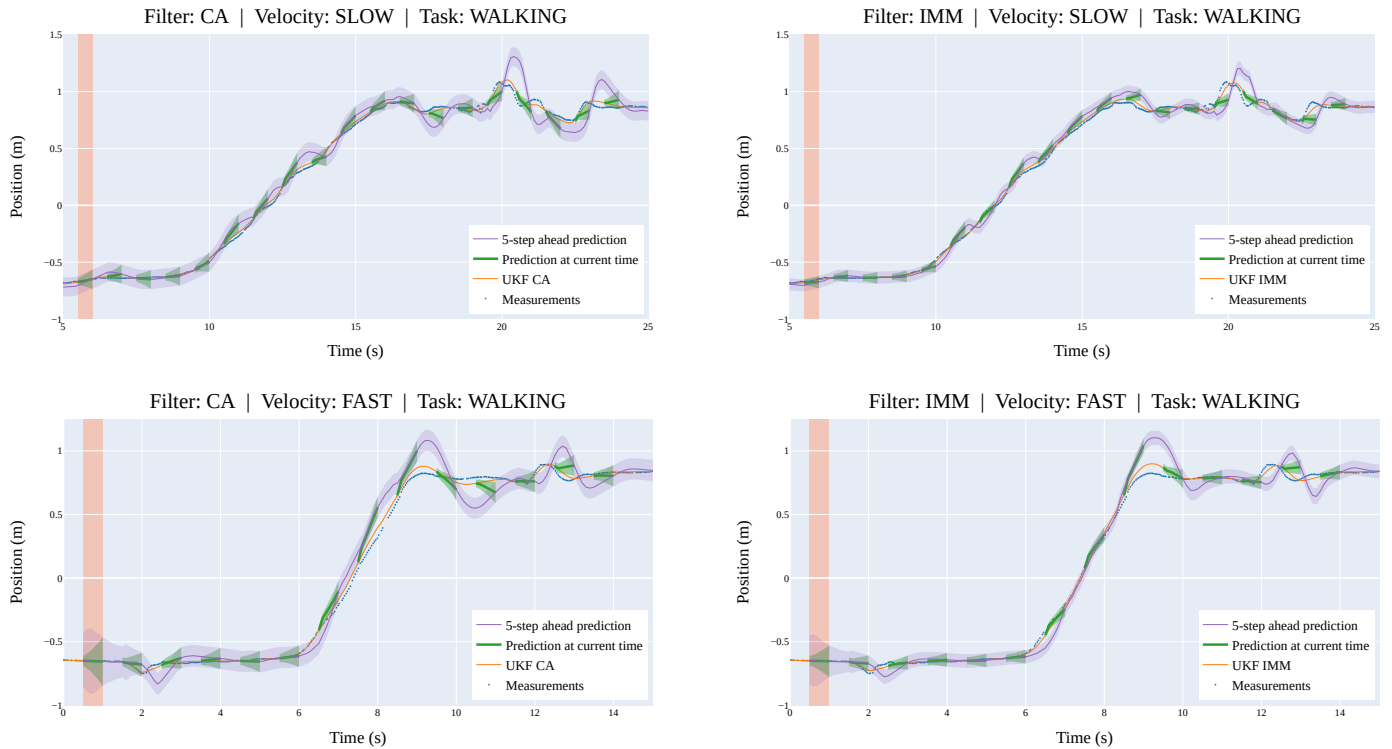 Filter: CA | Velocity: SLOW | Task: WALKING
1.5
1
0.5
0
−0.5
−1
Position (m)
5
10
15
20
25
Time (s)
5-step ahead prediction
Prediction at current time
UKF CA
Measurements
Filter: IMM | Velocity: SLOW | Task: WALKING
1.5
1
0.5
0
−0.5
−1
Position (m)
5
10
15
20
25
Time (s)
5-step ahead prediction
Prediction at current time
UKF IMM
Measurements
Filter: CA | Velocity: FAST | Task: WALKING
1
0.5
0
−0.5
−1
Position (m)
0
2
4
6
8
10
12
14
Time (s)
5-step ahead prediction
Prediction at current time
UKF CA
Measurements
Filter: IMM | Velocity: FAST | Task: WALKING
1
0.5
0
−0.5
−1
Position (m)
0
2
4
6
8
10
12
14
Time (s)
5-step ahead prediction
Prediction at current time
UKF IMM
Measurements